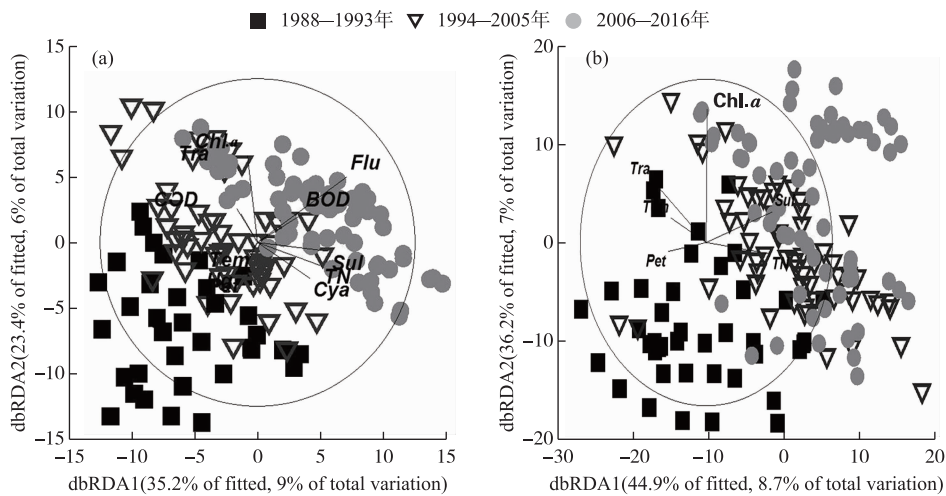 1988—1993年 1994—2005年 2006—2016年
(a)
15
10
5
0
−5
−10
−15
dbRDA2(23.4% of fitted, 6% of total variation)
Chl.a
Tra
Flu
COD
BOD
Tem
Sul
TN
Cya
−15 −10 −5 0 5 10 15
dbRDA1(35.2% of fitted, 9% of total variation)
(b)
20
10
0
−10
−20
dbRDA2(36.2% of fitted, 7% of total variation)
Chl.a
Tra
Sul
Pet
TN
−30 −20 −10 0 10 20
dbRDA1(44.9% of fitted, 8.7% of total variation)